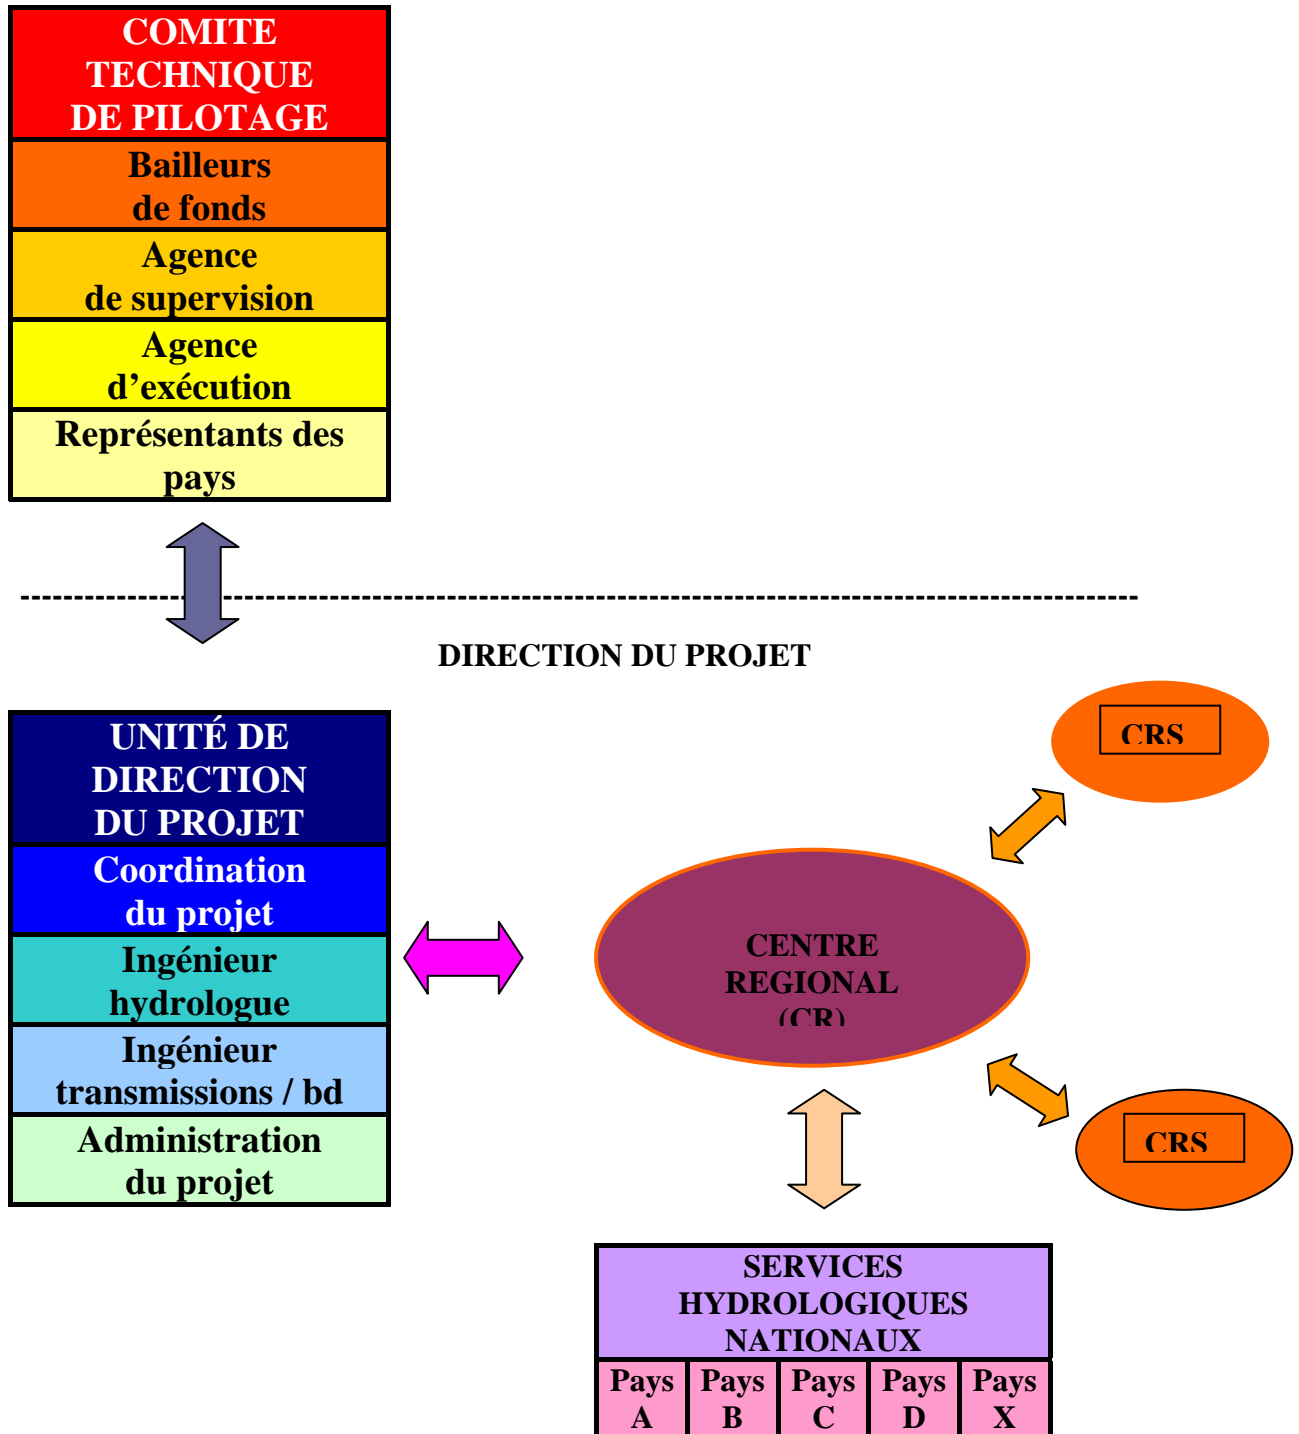 COMITE
TECHNIQUE
DE PILOTAGE
Bailleurs
de fonds
Agence
de supervision
Agence
d’exécution
Représentants des
pays
DIRECTION DU PROJET
UNITÉ DE
DIRECTION
DU PROJET
Coordination
du projet
Ingénieur
hydrologue
Ingénieur
transmissions / bd
Administration
du projet
CRS
CENTRE
REGIONAL
(CR)
CRS
SERVICES
HYDROLOGIQUES
NATIONAUX
Pays Pays Pays Pays Pays
A B C D X